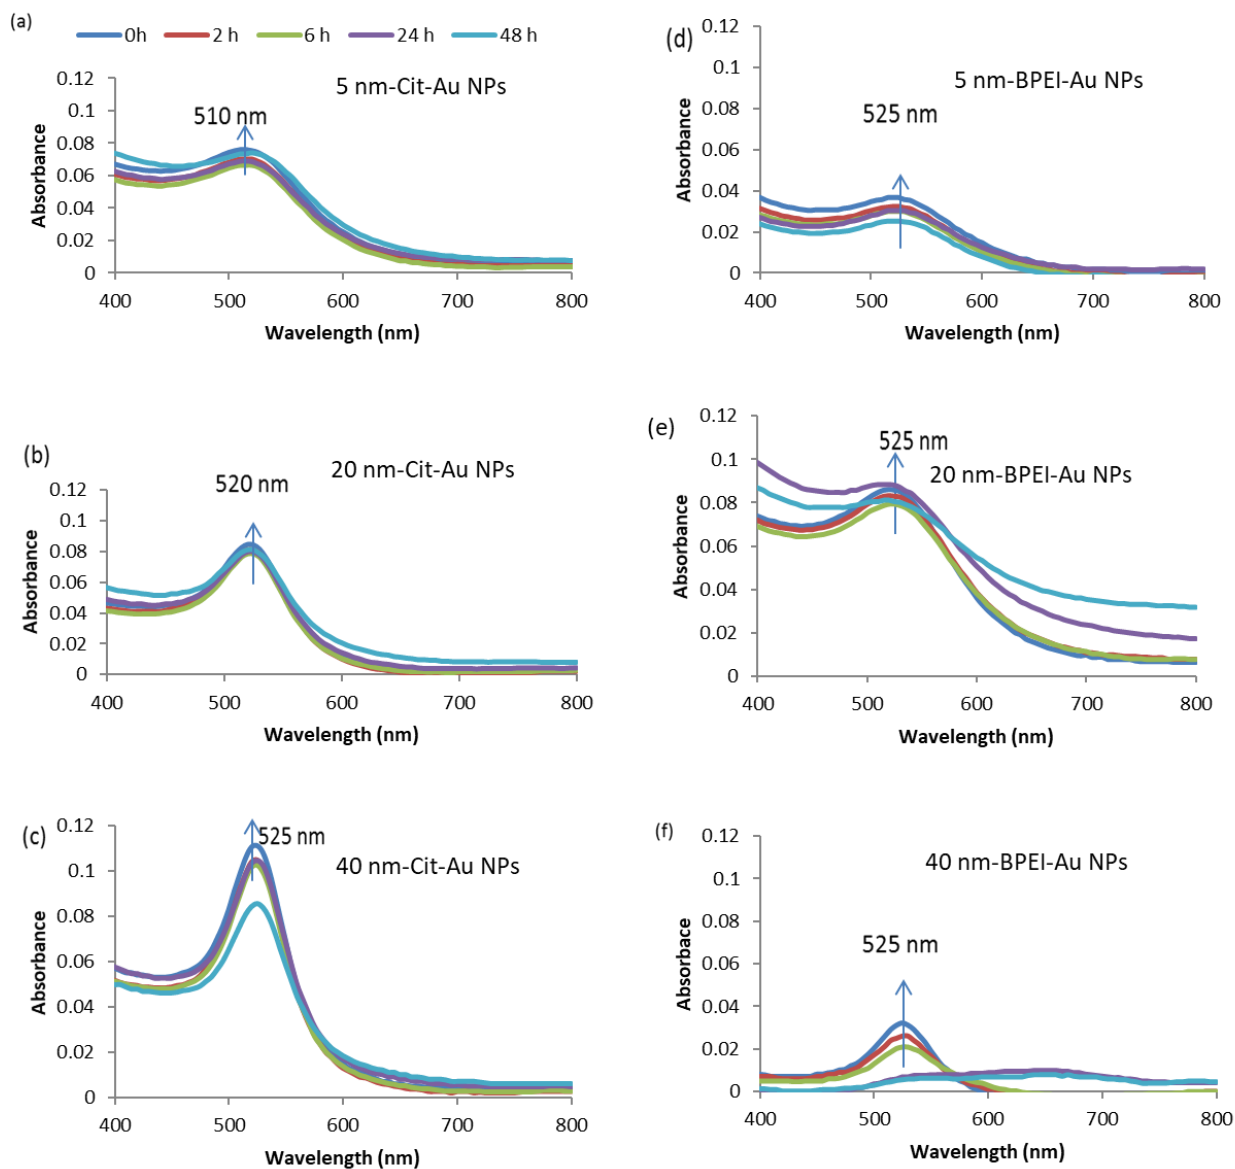 (a)
0h 2 h 6 h 24 h 48 h
5 nm-Cit-Au NPs
510 nm
0.12
0.1
0.08
0.06
0.04
0.02
0
Absorbance
400 500 600 700 800
Wavelength (nm)
(d)
5 nm-BPEI-Au NPs
525 nm
0.12
0.1
0.08
0.06
0.04
0.02
0
Absorbance
400 500 600 700 800
Wavelength (nm)
(b)
20 nm-Cit-Au NPs
520 nm
0.12
0.1
0.08
0.06
0.04
0.02
0
Absorbance
400 500 600 700 800
Wavelength (nm)
(e)
525 nm
20 nm-BPEI-Au NPs
0.12
0.1
0.08
0.06
0.04
0.02
0
Absorbance
400 500 600 700 800
Wavelength (nm)
(c)
525 nm
40 nm-Cit-Au NPs
0.12
0.1
0.08
0.06
0.04
0.02
0
Absorbance
400 500 600 700 800
Wavelength (nm)
(f)
40 nm-BPEI-Au NPs
525 nm
0.12
0.1
0.08
0.06
0.04
0.02
0
Absorbace
400 500 600 700 800
Wavelength (nm)